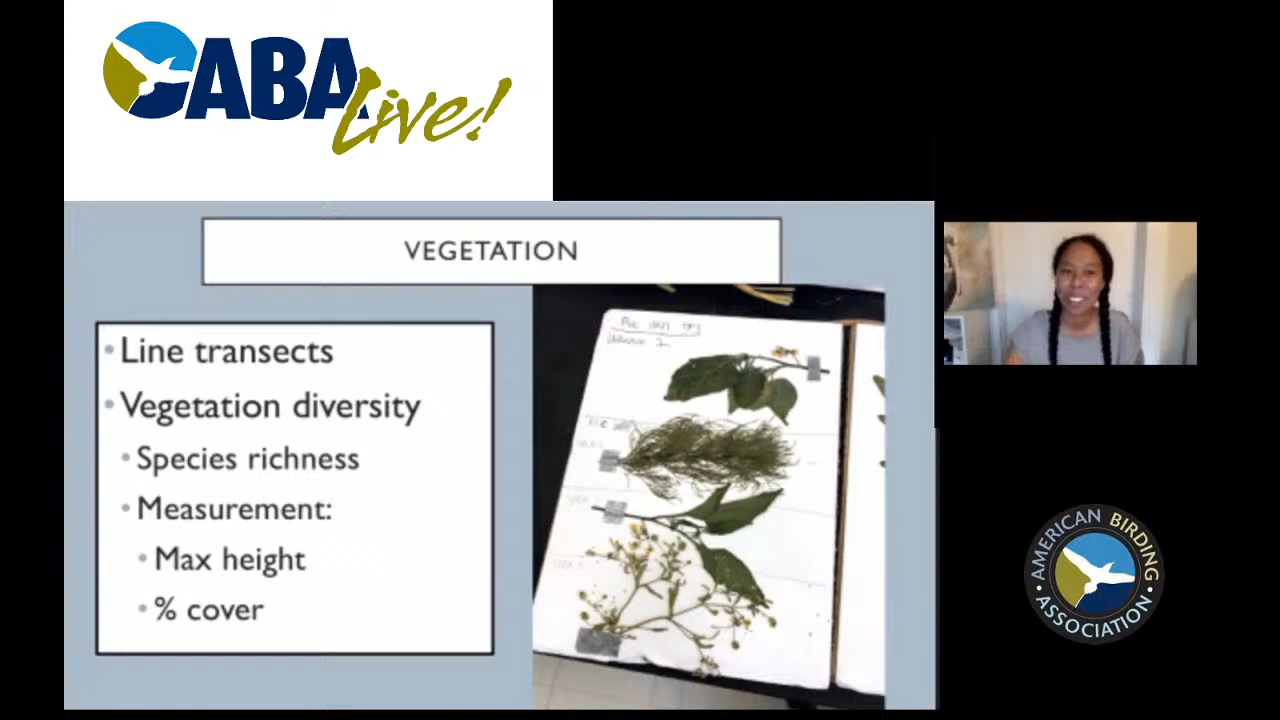 ABA
Live!
VEGETATION
Line transects
Vegetation diversity
Species richness
Measurement:
Max height
% cover
AMERICAN BIRDING
ASSOCIATION